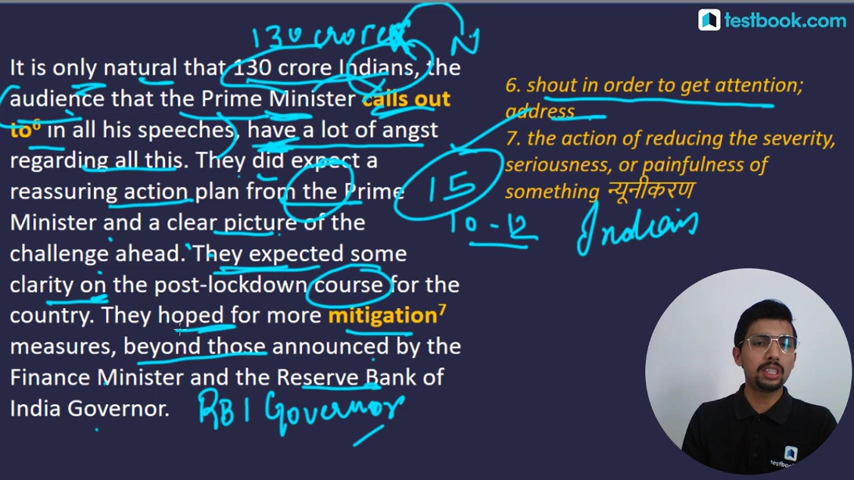 testbook.com
130 crores
N
It is only natural that 130 crore Indians, the
audience that the Prime Minister calls out
to⁶ in all his speeches, have a lot of angst
regarding all this. They did expect a
reassuring action plan from the Prime
Minister and a clear picture of the
challenge ahead. They expected some
clarity on the post-lockdown course for the
country. They hoped for more mitigation⁷
measures, beyond those announced by the
Finance Minister and the Reserve Bank of
India Governor.
RBI Governor
6. shout in order to get attention;
address
7. the action of reducing the severity,
seriousness, or painfulness of
something न्यूनीकरण
15
10-12
Indians